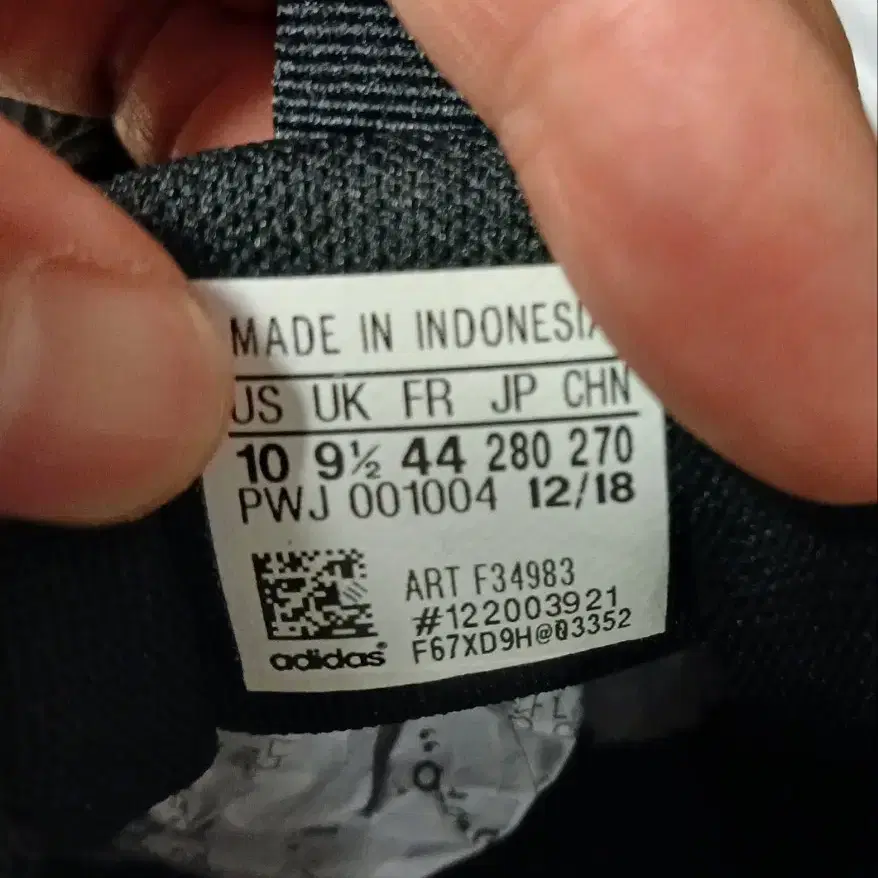 MADE IN INDONESIA
US UK FR JP CHN
10 9½ 44 280 270
PWJ 001004 12/18
ART F34983
#122003921
F67XD9H@03352
adidas